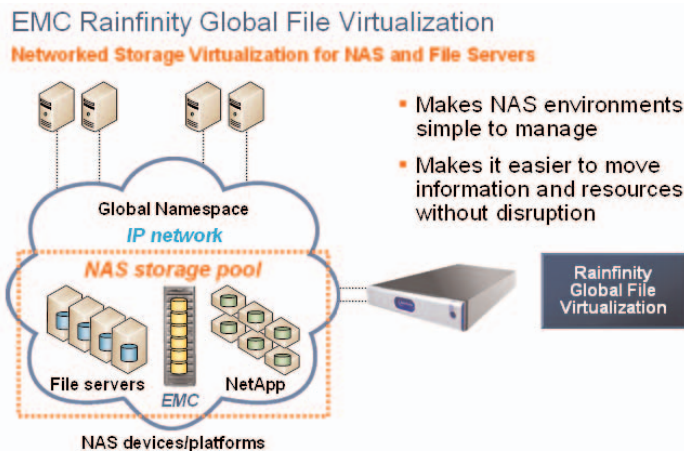 EMC Rainfinity Global File Virtualization
Networked Storage Virtualization for NAS and File Servers
▪ Makes NAS environments
simple to manage
▪ Makes it easier to move
information and resources
without disruption
Global Namespace
IP network
NAS storage pool
File servers
EMC
NetApp
NAS devices/platforms
Rainfinity
Global File
Virtualization